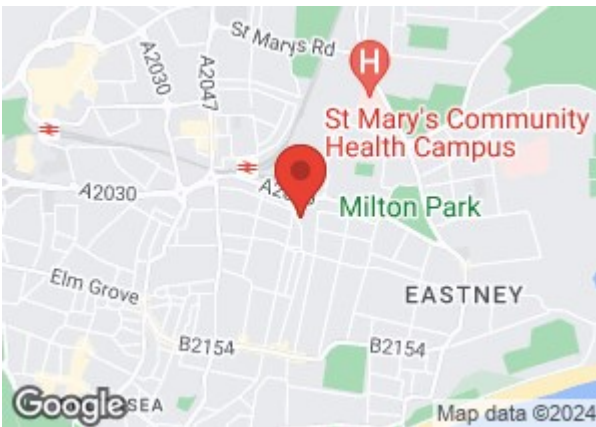 St Marys Rd
A2030
A2047
H
St Mary's Community
Health Campus
A2030
Milton Park
Elm Grove
EASTNEY
B2154
B2154
Google
SEA
Map data ©2024